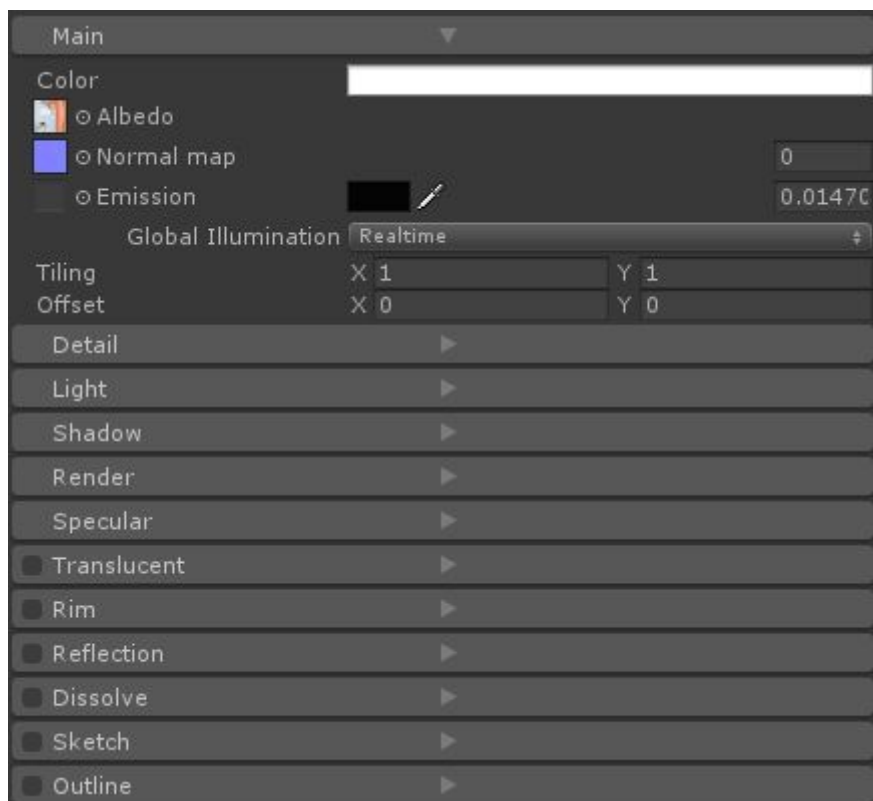 Main
Color
Albedo
Normal map 0
Emission 0.01470
Global Illumination Realtime
Tiling X 1 Y 1
Offset X 0 Y 0
Detail
Light
Shadow
Render
Specular
Translucent
Rim
Reflection
Dissolve
Sketch
Outline